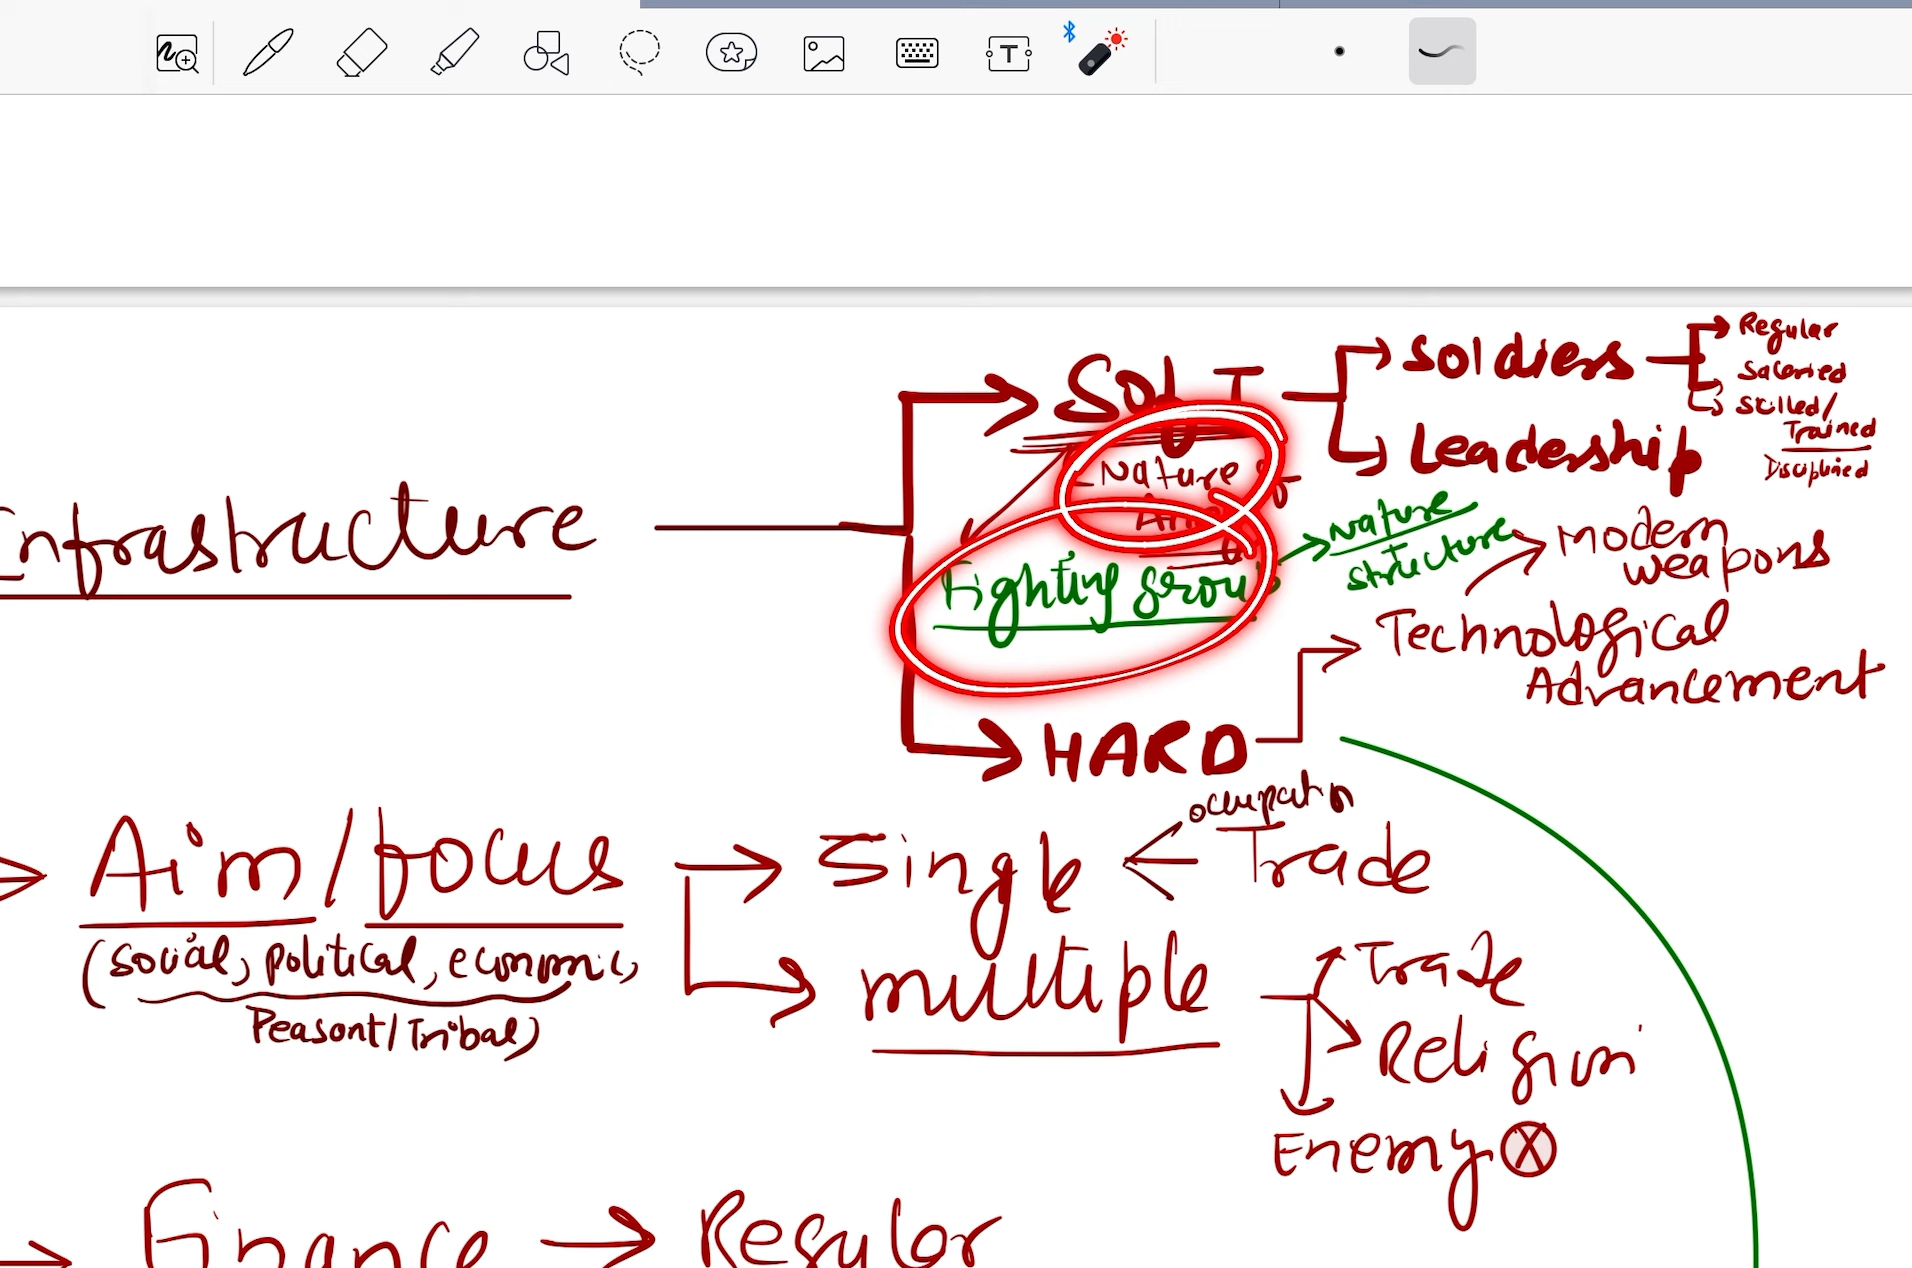 Infrastructure
SOFT
Soldiers
Regular
Salaried
Skilled/
Trained
Disciplined
Leadership
Nature of
Army
Fighting group
Nature
structure
Modern
weapons
Technological
Advancement
HARD
Aim/focus
(social, political, economic,
Peasant/Tribal)
Single
occupation
Trade
multiple
Trade
Religion
Enemy X
Finance
Regular
T